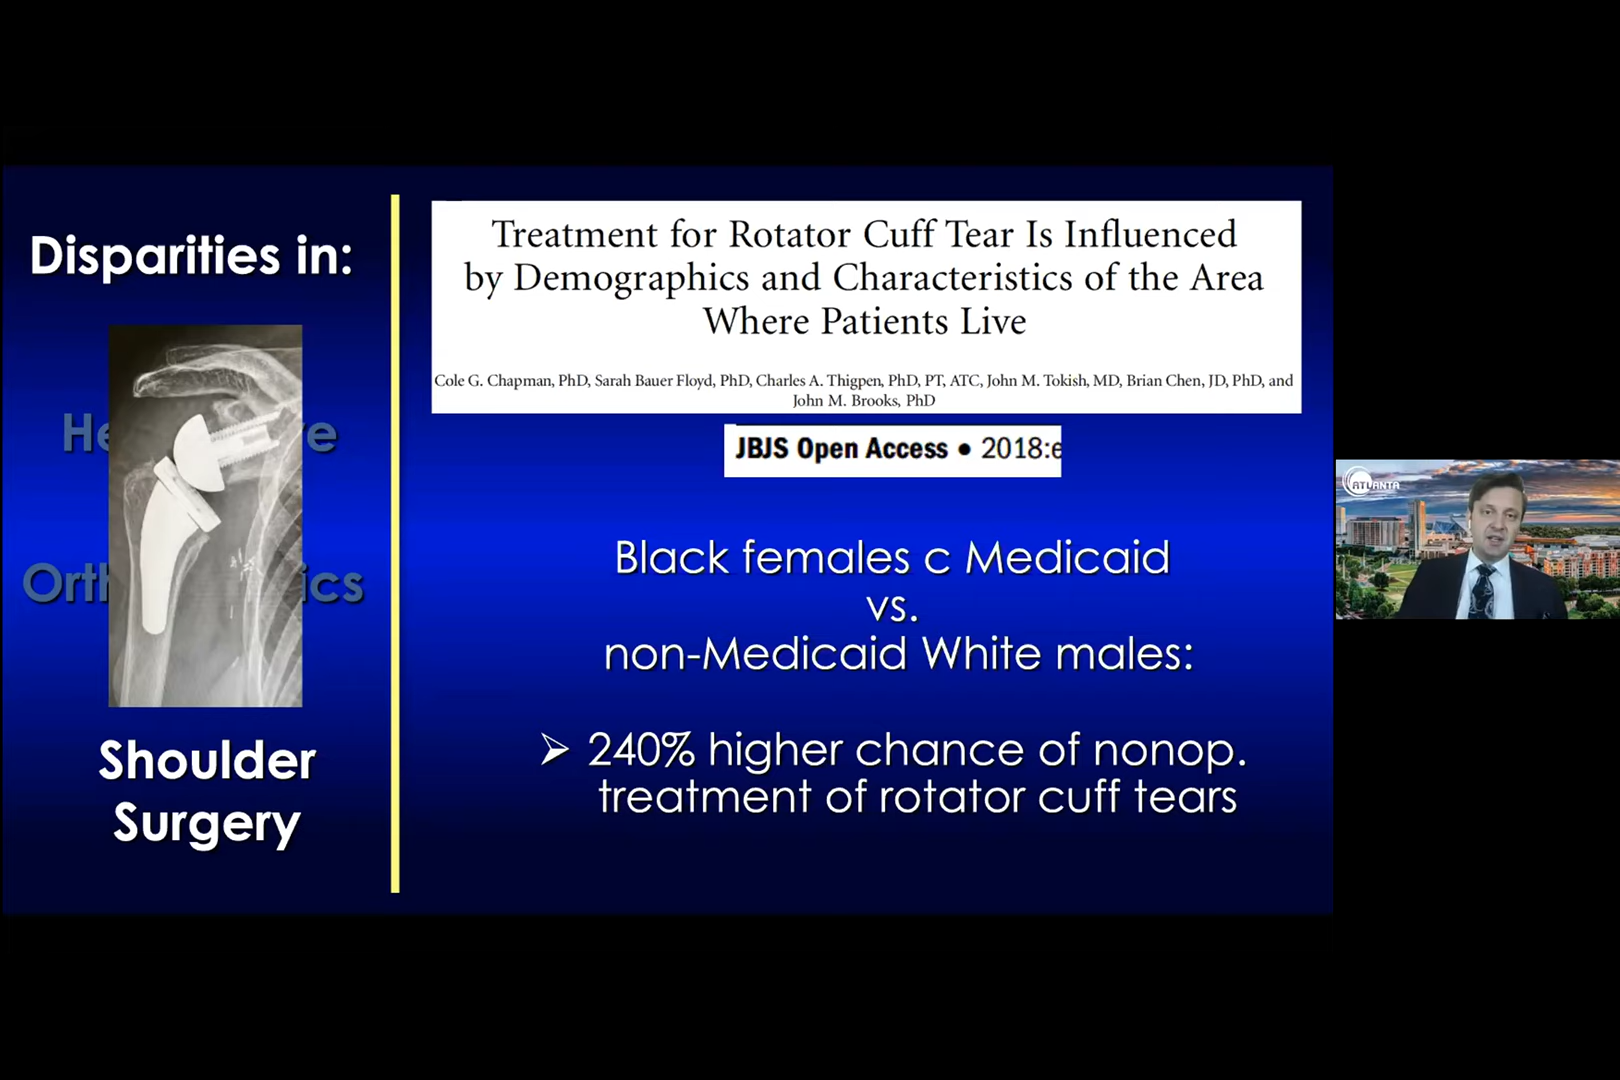 Disparities in:
Shoulder
Surgery
Treatment for Rotator Cuff Tear Is Influenced
by Demographics and Characteristics of the Area
Where Patients Live
Cole G. Chapman, PhD, Sarah Bauer Floyd, PhD, Charles A. Thigpen, PhD, PT, ATC, John M. Tokish, MD, Brian Chen, JD, PhD, and
John M. Brooks, PhD
JBJS Open Access • 2018:e
Black females c Medicaid
vs.
non-Medicaid White males:
➢ 240% higher chance of nonop.
treatment of rotator cuff tears
ATLANTA